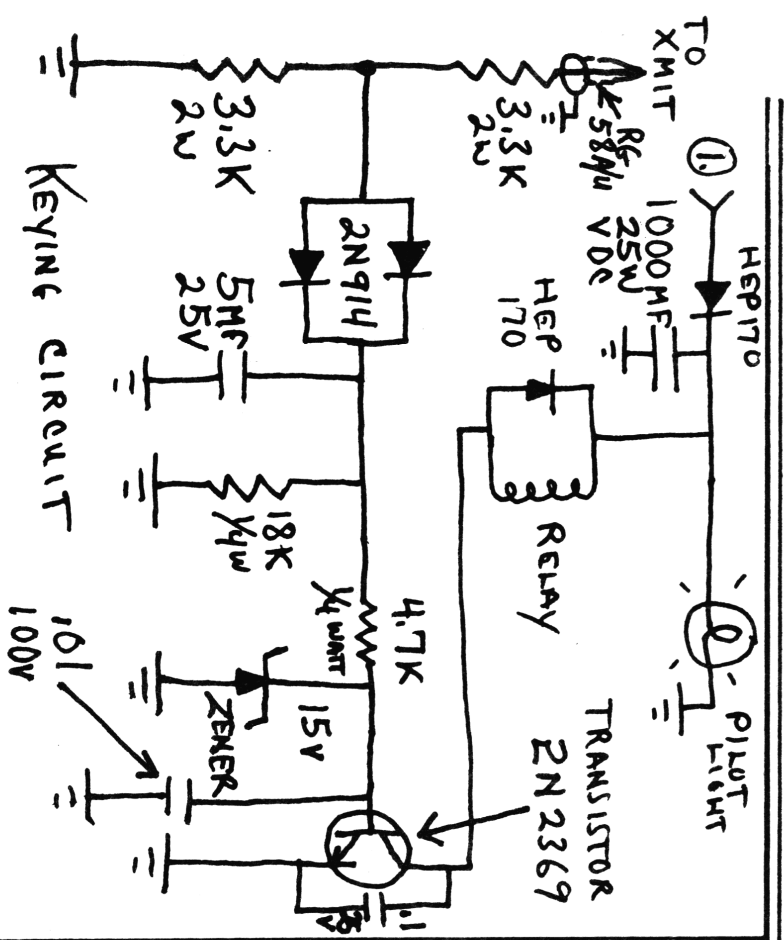 TO
XMIT
RG
58A/U
3.3K
2W
3.3K
2W
1.
HEP170
1000MF
25W
VDC
PILOT
LIGHT
HEP
170
RELAY
2N914
5MF
25V
18K
1/4W
4.7K
1/4 WATT
15V
ZENER
.01
100V
TRANSISTOR
2N2369
.1
KEYING CIRCUIT